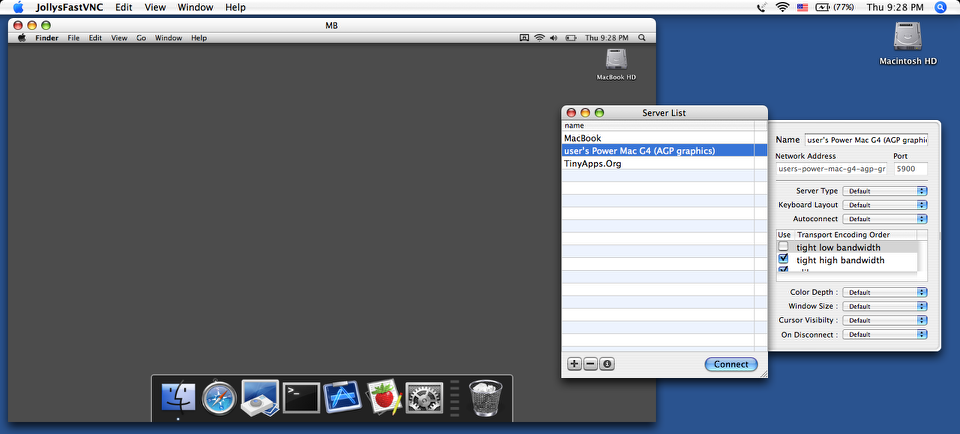 JollysFastVNC Edit View Window Help (77%) Thu 9:28 PM
MB
Finder File Edit View Go Window Help Thu 9:28 PM
MacBook HD
Macintosh HD
Server List
name
MacBook
user's Power Mac G4 (AGP graphics)
TinyApps.Org
Connect
Name user's Power Mac G4 (AGP graphi
Network Address Port
users-power-mac-g4-agp-gr 5900
Server Type Default
Keyboard Layout Default
Autoconnect Default
Use Transport Encoding Order
tight low bandwidth
tight high bandwidth
Color Depth : Default
Window Size : Default
Cursor Visibilty : Default
On Disconnect : Default